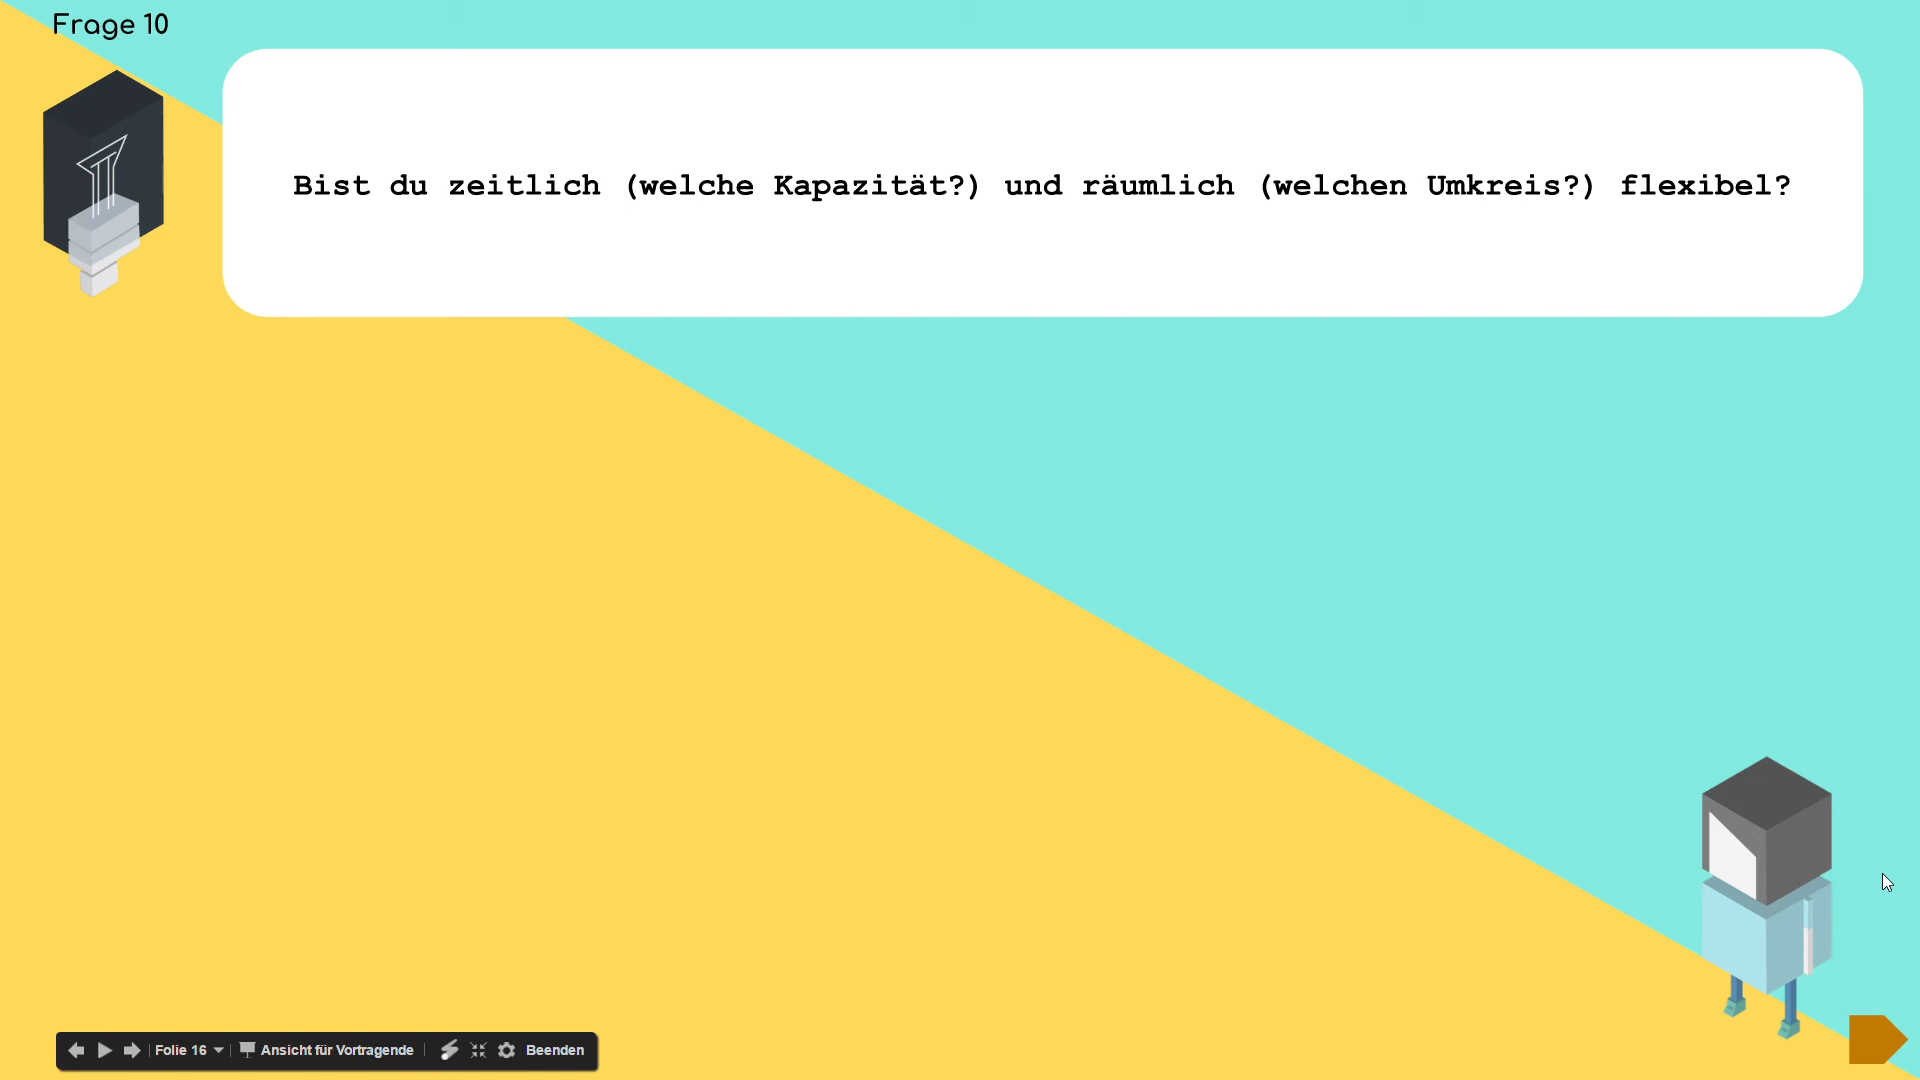 Frage 10
Bist du zeitlich (welche Kapazität?) und räumlich (welchen Umkreis?) flexibel?
Folie 16 Ansicht für Vortragende Beenden